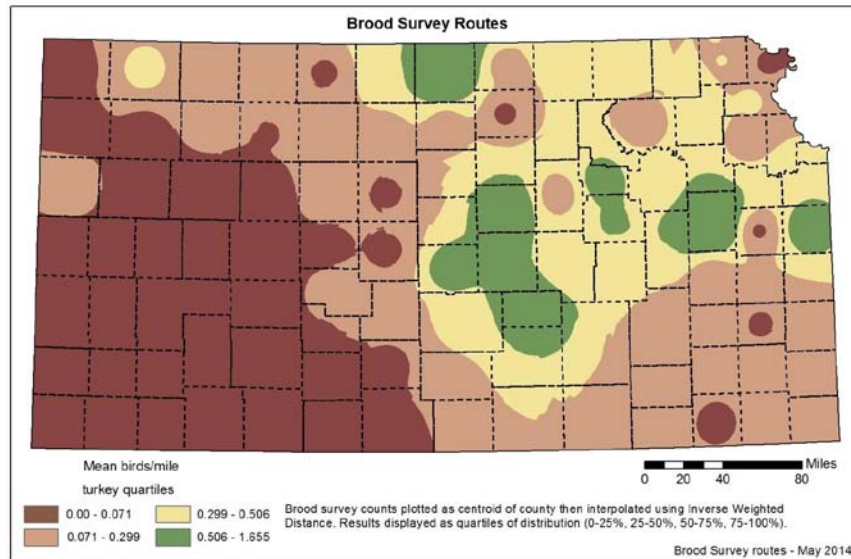 Brood Survey Routes
Mean birds/mile
turkey quartiles
0.00 - 0.071
0.299 - 0.506
0.071 - 0.299
0.506 - 1.655
Brood survey counts plotted as centroid of county then interpolated using Inverse Weighted
Distance. Results displayed as quartiles of distribution (0-25%, 25-50%, 50-75%, 75-100%).
Miles
0 10 20 40 60 80
Brood Survey routes - May 2014